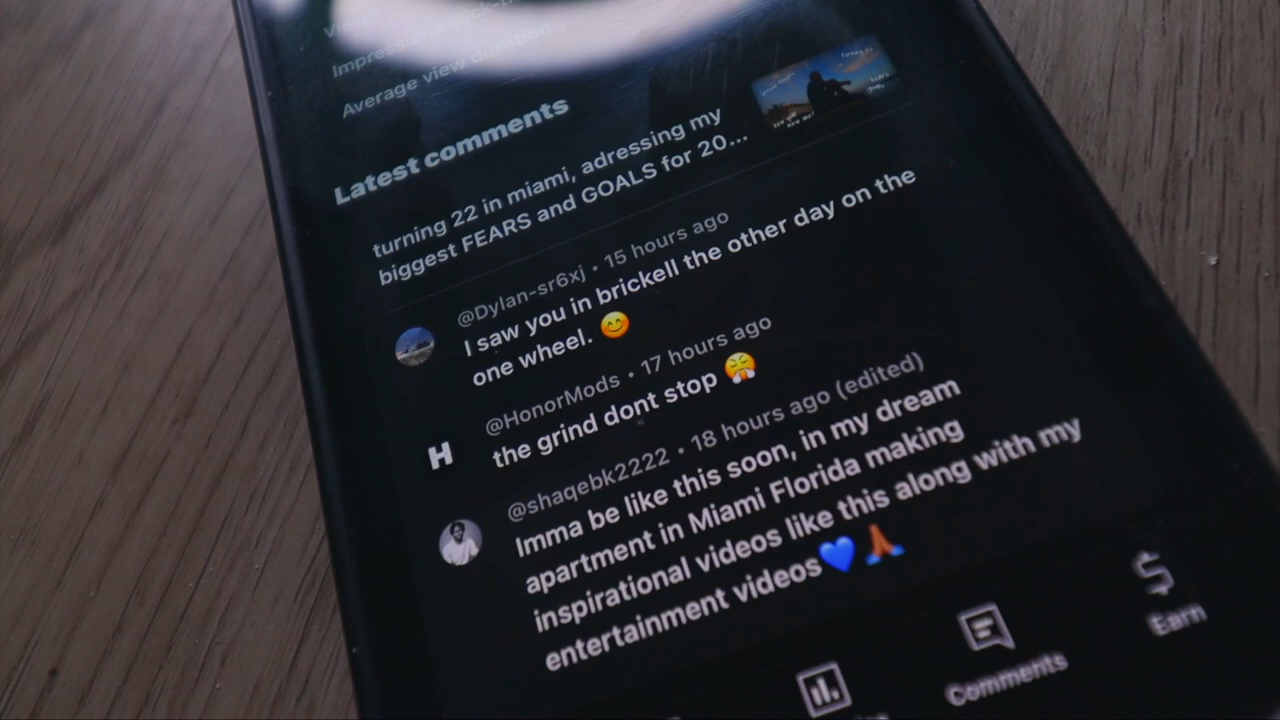 Average view duration
Latest comments
turning 22 in miami, adressing my
biggest FEARS and GOALS for 20...
@Dylan-sr6xj • 15 hours ago
I saw you in brickell the other day on the
one wheel. 😊
@HonorMods • 17 hours ago
the grind dont stop 😤
H
@shaqebk2222 • 18 hours ago (edited)
Imma be like this soon, in my dream
apartment in Miami Florida making
inspirational videos like this along with my
entertainment videos💙🙏🏾
Comments
Earn